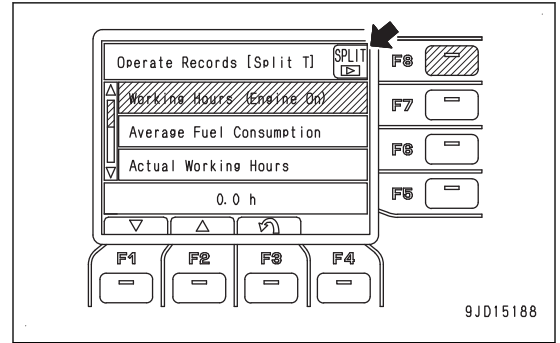 Operate Records [Split T] SPLIT
F8
Working Hours (Engine On)
F7
Average Fuel Consumption
F6
Actual Working Hours
F5
0.0 h
F1 F2 F3 F4
9JD15188